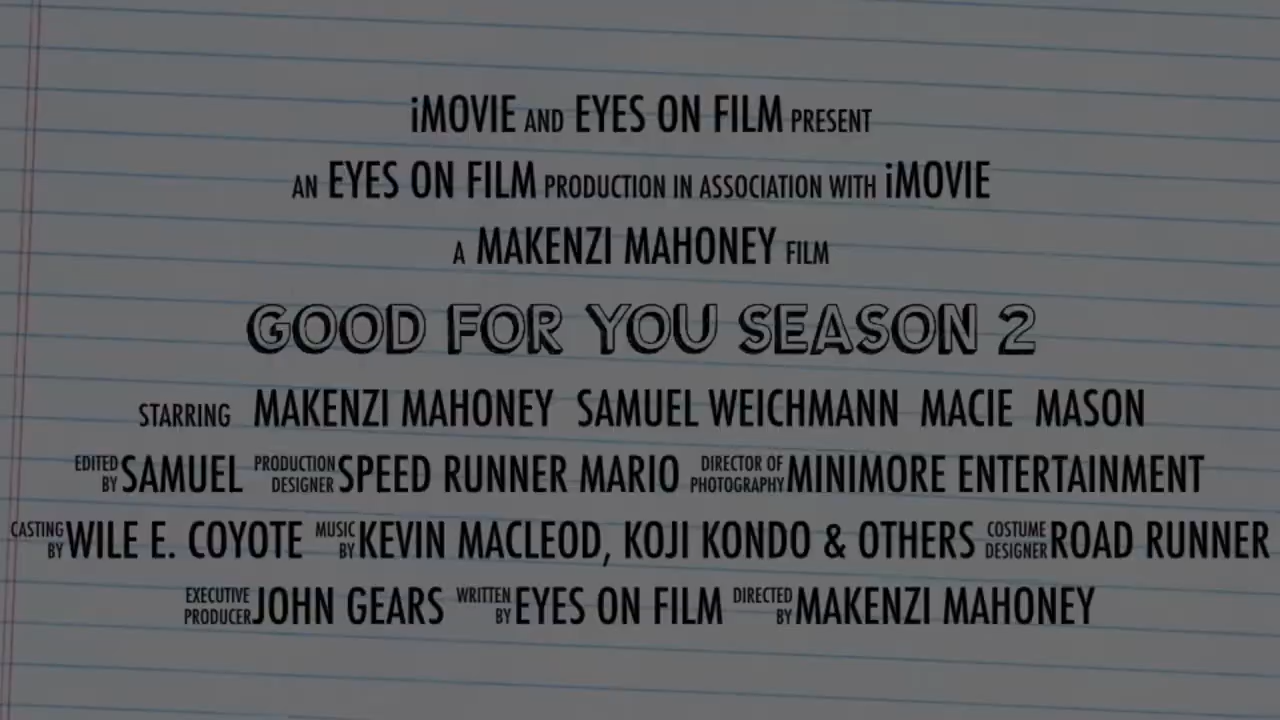 iMOVIE AND EYES ON FILM PRESENT
AN EYES ON FILM PRODUCTION IN ASSOCIATION WITH iMOVIE
A MAKENZI MAHONEY FILM
GOOD FOR YOU SEASON 2
STARRING MAKENZI MAHONEY SAMUEL WEICHMANN MACIE MASON
EDITED BY SAMUEL PRODUCTION DESIGNER SPEED RUNNER MARIO DIRECTOR OF PHOTOGRAPHY MINIMORE ENTERTAINMENT
CASTING BY WILE E. COYOTE MUSIC BY KEVIN MACLEOD, KOJI KONDO & OTHERS COSTUME DESIGNER ROAD RUNNER
EXECUTIVE PRODUCER JOHN GEARS WRITTEN BY EYES ON FILM DIRECTED BY MAKENZI MAHONEY